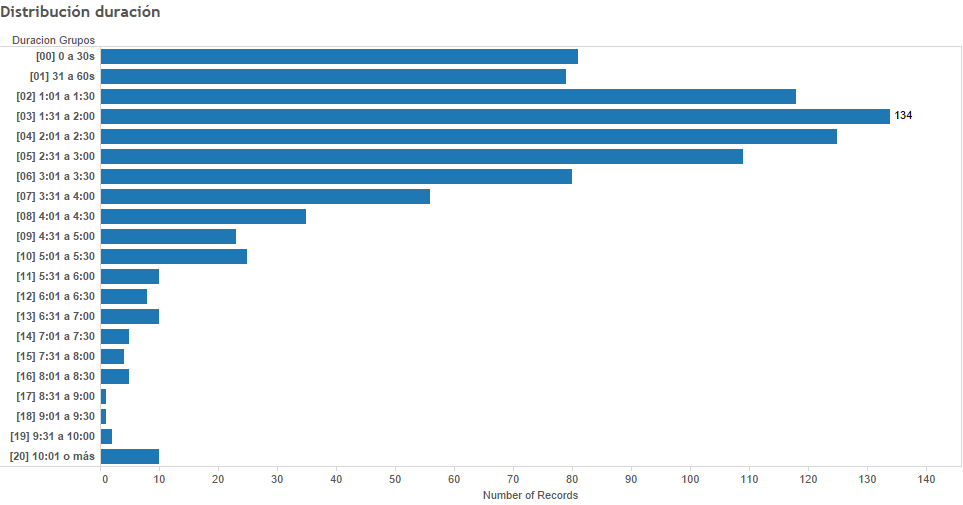 Distribución duración
Duracion Grupos
[00] 0 a 30s
[01] 31 a 60s
[02] 1:01 a 1:30
[03] 1:31 a 2:00
134
[04] 2:01 a 2:30
[05] 2:31 a 3:00
[06] 3:01 a 3:30
[07] 3:31 a 4:00
[08] 4:01 a 4:30
[09] 4:31 a 5:00
[10] 5:01 a 5:30
[11] 5:31 a 6:00
[12] 6:01 a 6:30
[13] 6:31 a 7:00
[14] 7:01 a 7:30
[15] 7:31 a 8:00
[16] 8:01 a 8:30
[17] 8:31 a 9:00
[18] 9:01 a 9:30
[19] 9:31 a 10:00
[20] 10:01 o más
0 10 20 30 40 50 60 70 80 90 100 110 120 130 140
Number of Records